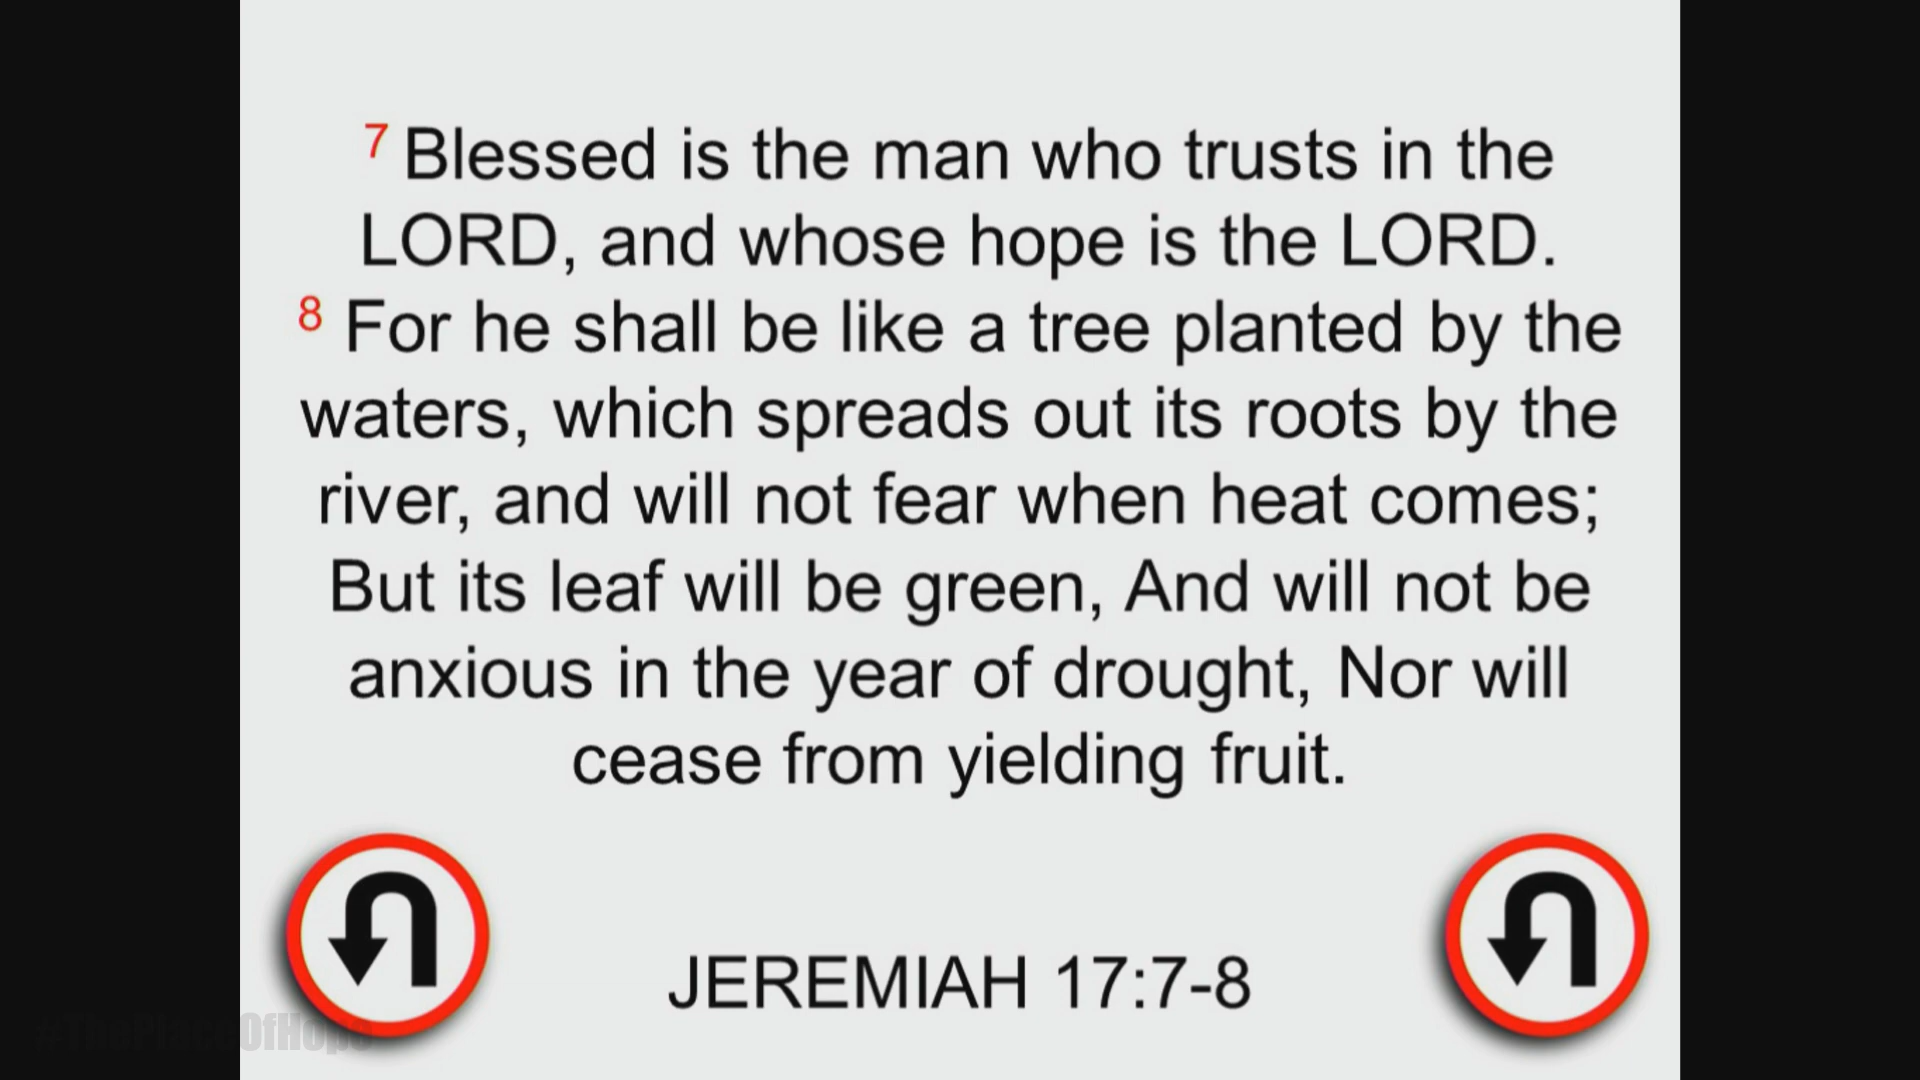 7 Blessed is the man who trusts in the
LORD, and whose hope is the LORD.
8 For he shall be like a tree planted by the
waters, which spreads out its roots by the
river, and will not fear when heat comes;
But its leaf will be green, And will not be
anxious in the year of drought, Nor will
cease from yielding fruit.
JEREMIAH 17:7-8
#ThePlaceOfHope